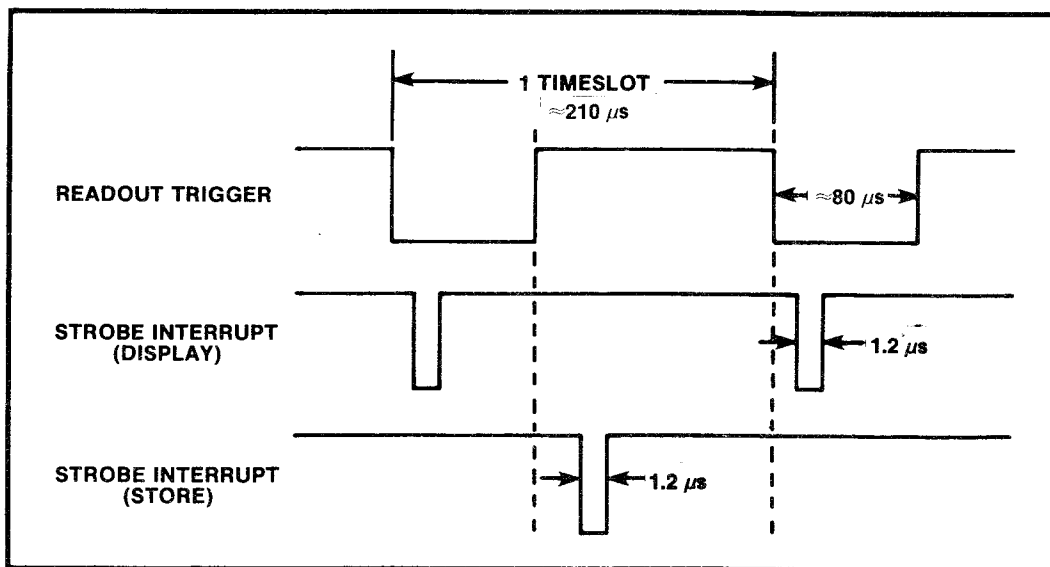 1 TIMESLOT
≈210 μs
READOUT TRIGGER
≈80 μs
STROBE INTERRUPT
(DISPLAY)
1.2 μs
STROBE INTERRUPT
(STORE)
1.2 μs